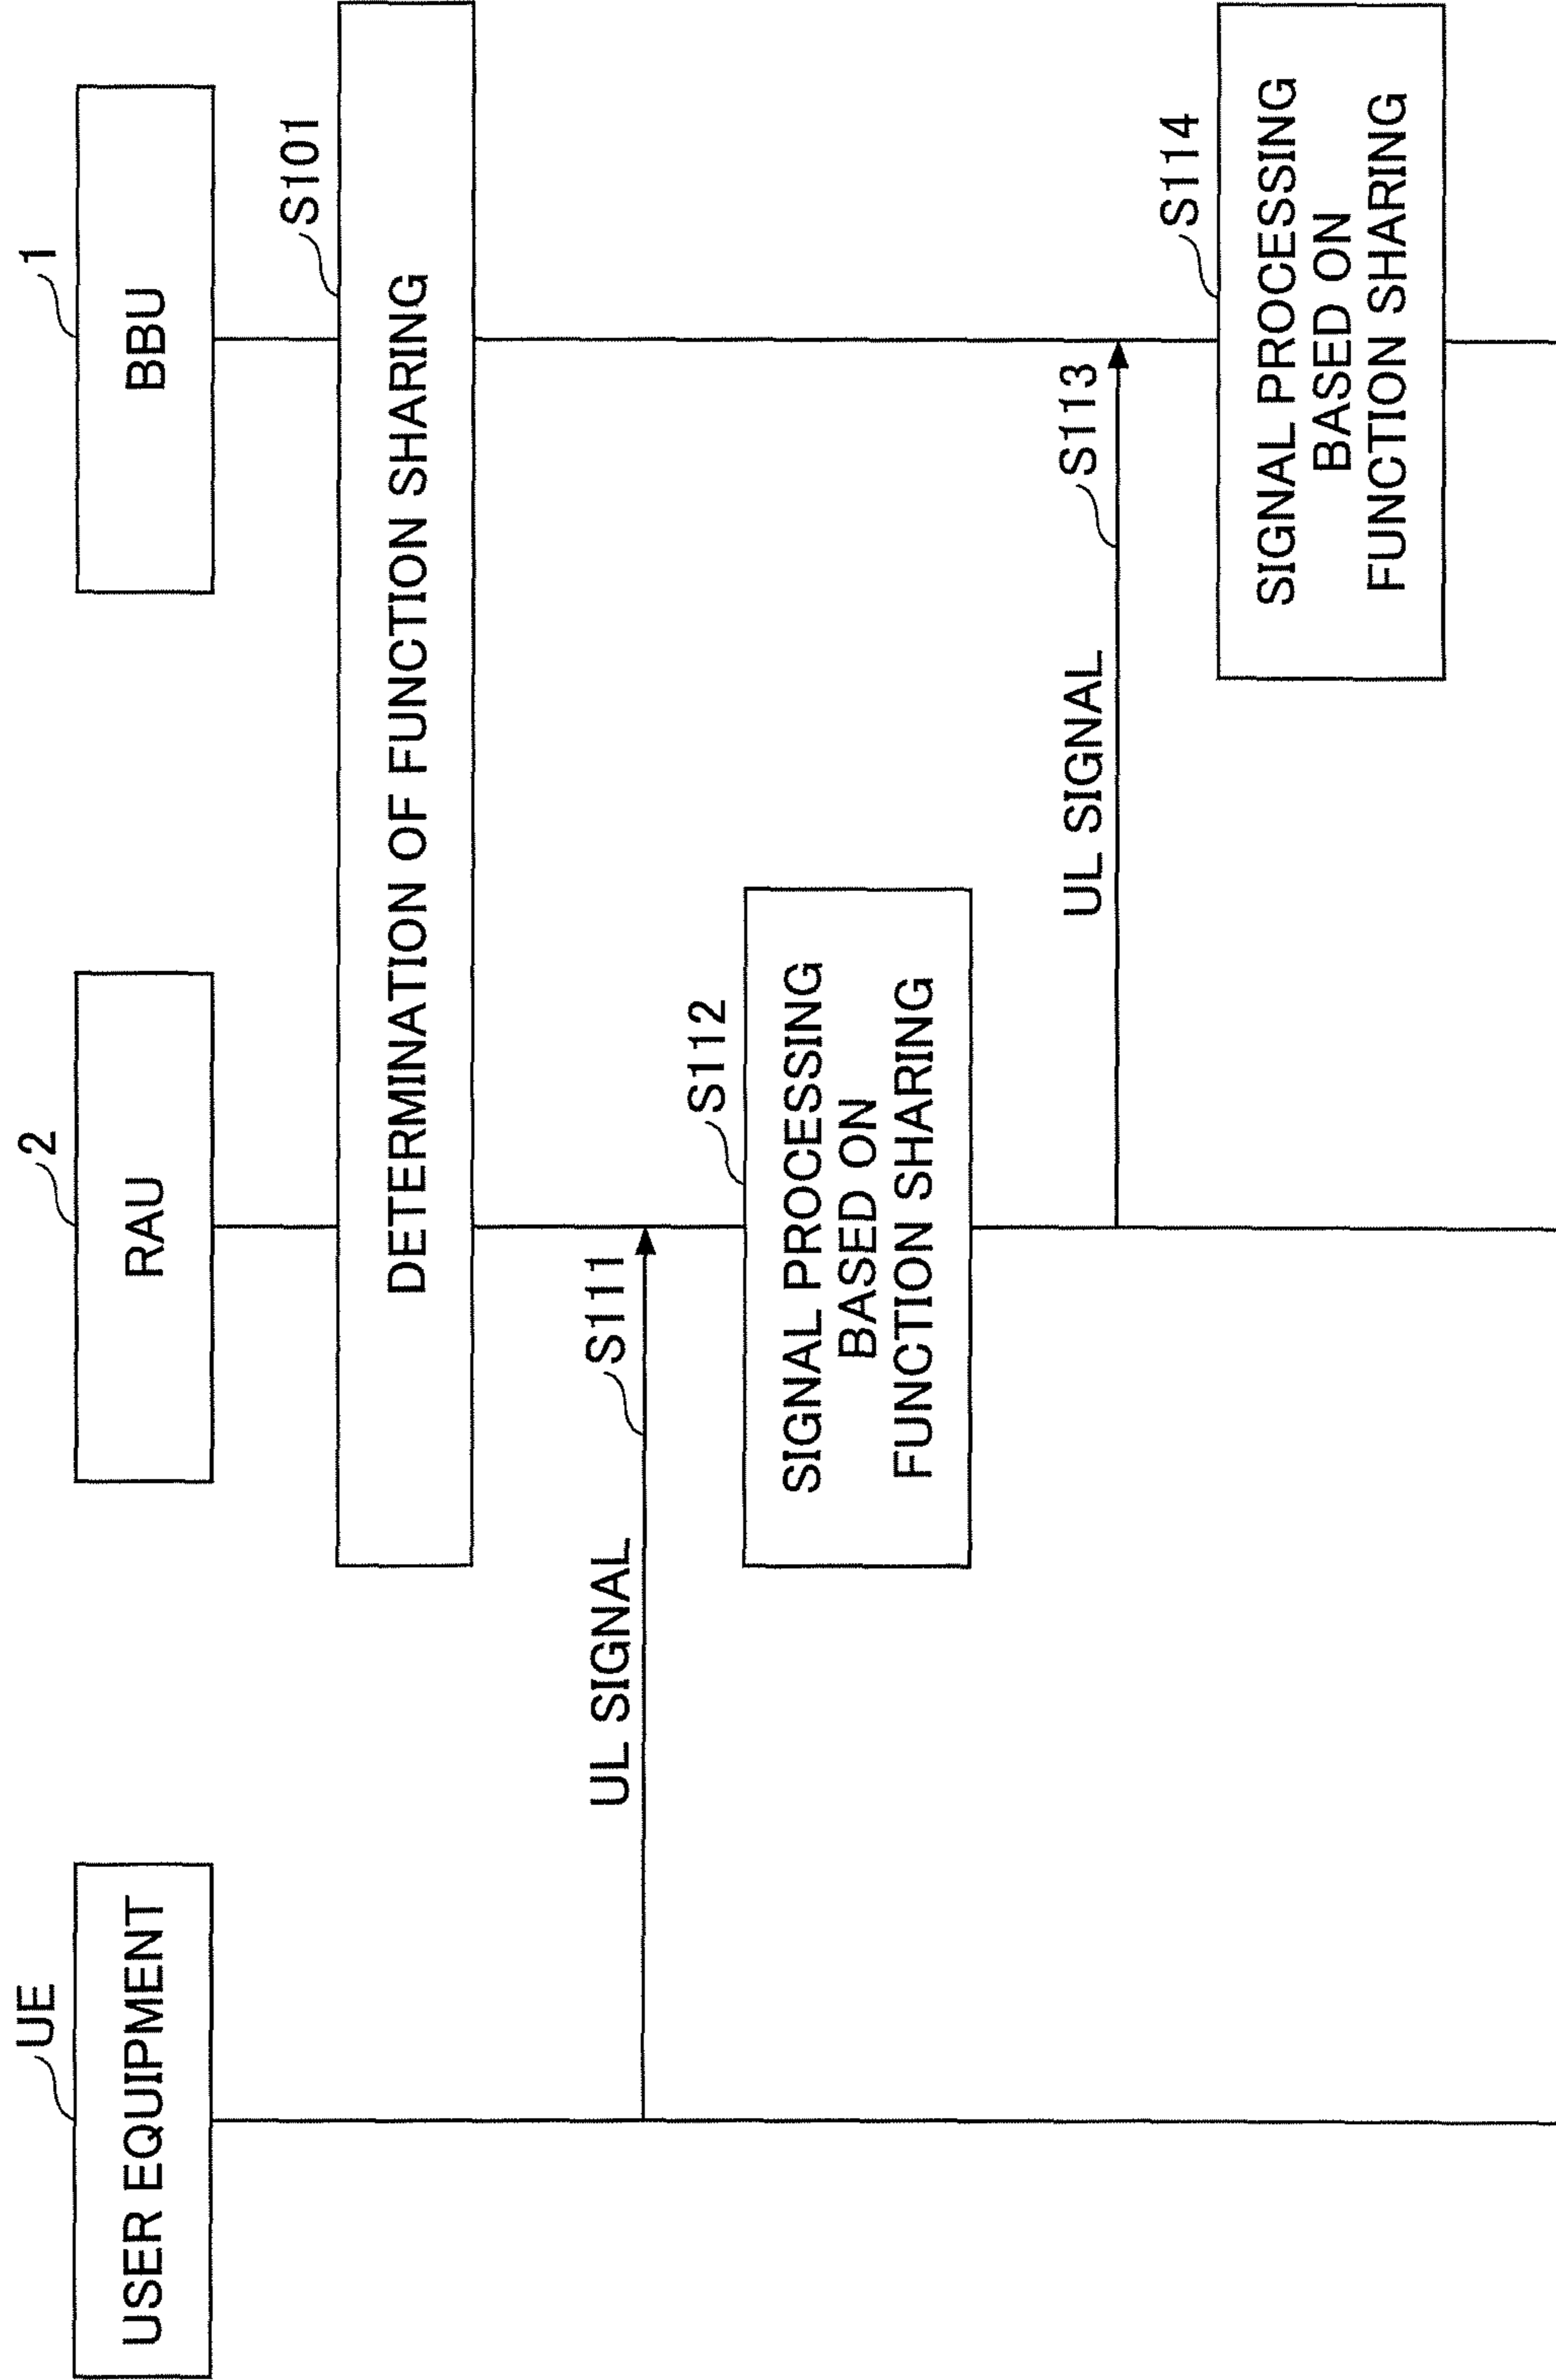 UE
USER EQUIPMENT
2
RAU
1
BBU
S101
DETERMINATION OF FUNCTION SHARING
UL SIGNAL
S111
S112
SIGNAL PROCESSING
BASED ON
FUNCTION SHARING
UL SIGNAL
S113
S114
SIGNAL PROCESSING
BASED ON
FUNCTION SHARING